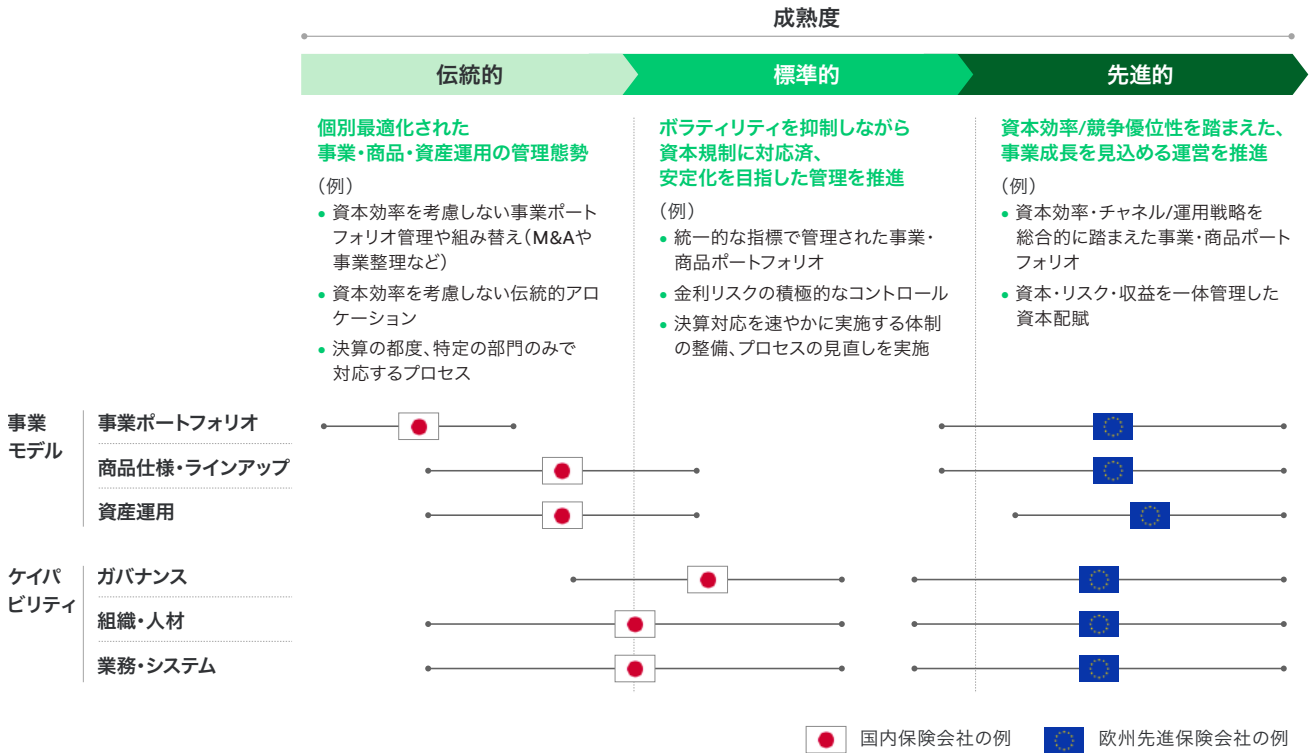 成熟度
伝統的
標準的
先進的
個別最適化された
事業・商品・資産運用の管理態勢
（例）
• 資本効率を考慮しない事業ポート
フォリオ管理や組み替え（M&Aや
事業整理など）
• 資本効率を考慮しない伝統的アロ
ケーション
• 決算の都度、特定の部門のみで
対応するプロセス
ボラティリティを抑制しながら
資本規制に対応済、
安定化を目指した管理を推進
（例）
• 統一的な指標で管理された事業・
商品ポートフォリオ
• 金利リスクの積極的なコントロール
• 決算対応を速やかに実施する体制
の整備、プロセスの見直しを実施
資本効率/競争優位性を踏まえた、
事業成長を見込める運営を推進
（例）
• 資本効率・チャネル/運用戦略を
総合的に踏まえた事業・商品ポート
フォリオ
• 資本・リスク・収益を一体管理した
資本配賦
事業
モデル
事業ポートフォリオ
商品仕様・ラインアップ
資産運用
ケイパ
ビリティ
ガバナンス
組織・人材
業務・システム
国内保険会社の例
欧州先進保険会社の例